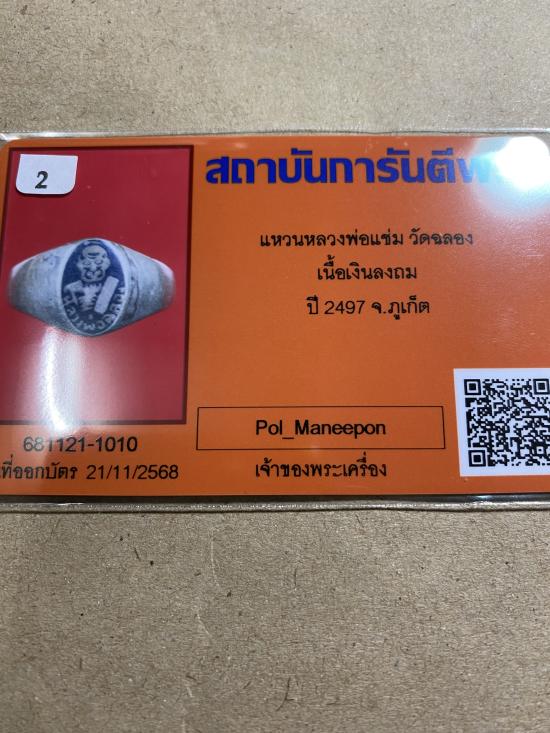 2
สถาบันการันตี
แหวนหลวงพ่อแช่ม วัดฉลอง
เนื้อเงินลงถม
ปี 2497 จ.ภูเก็ต
Pol_Maneepon
เจ้าของพระเครื่อง
681121-1010
ที่ออกบัตร 21/11/2568